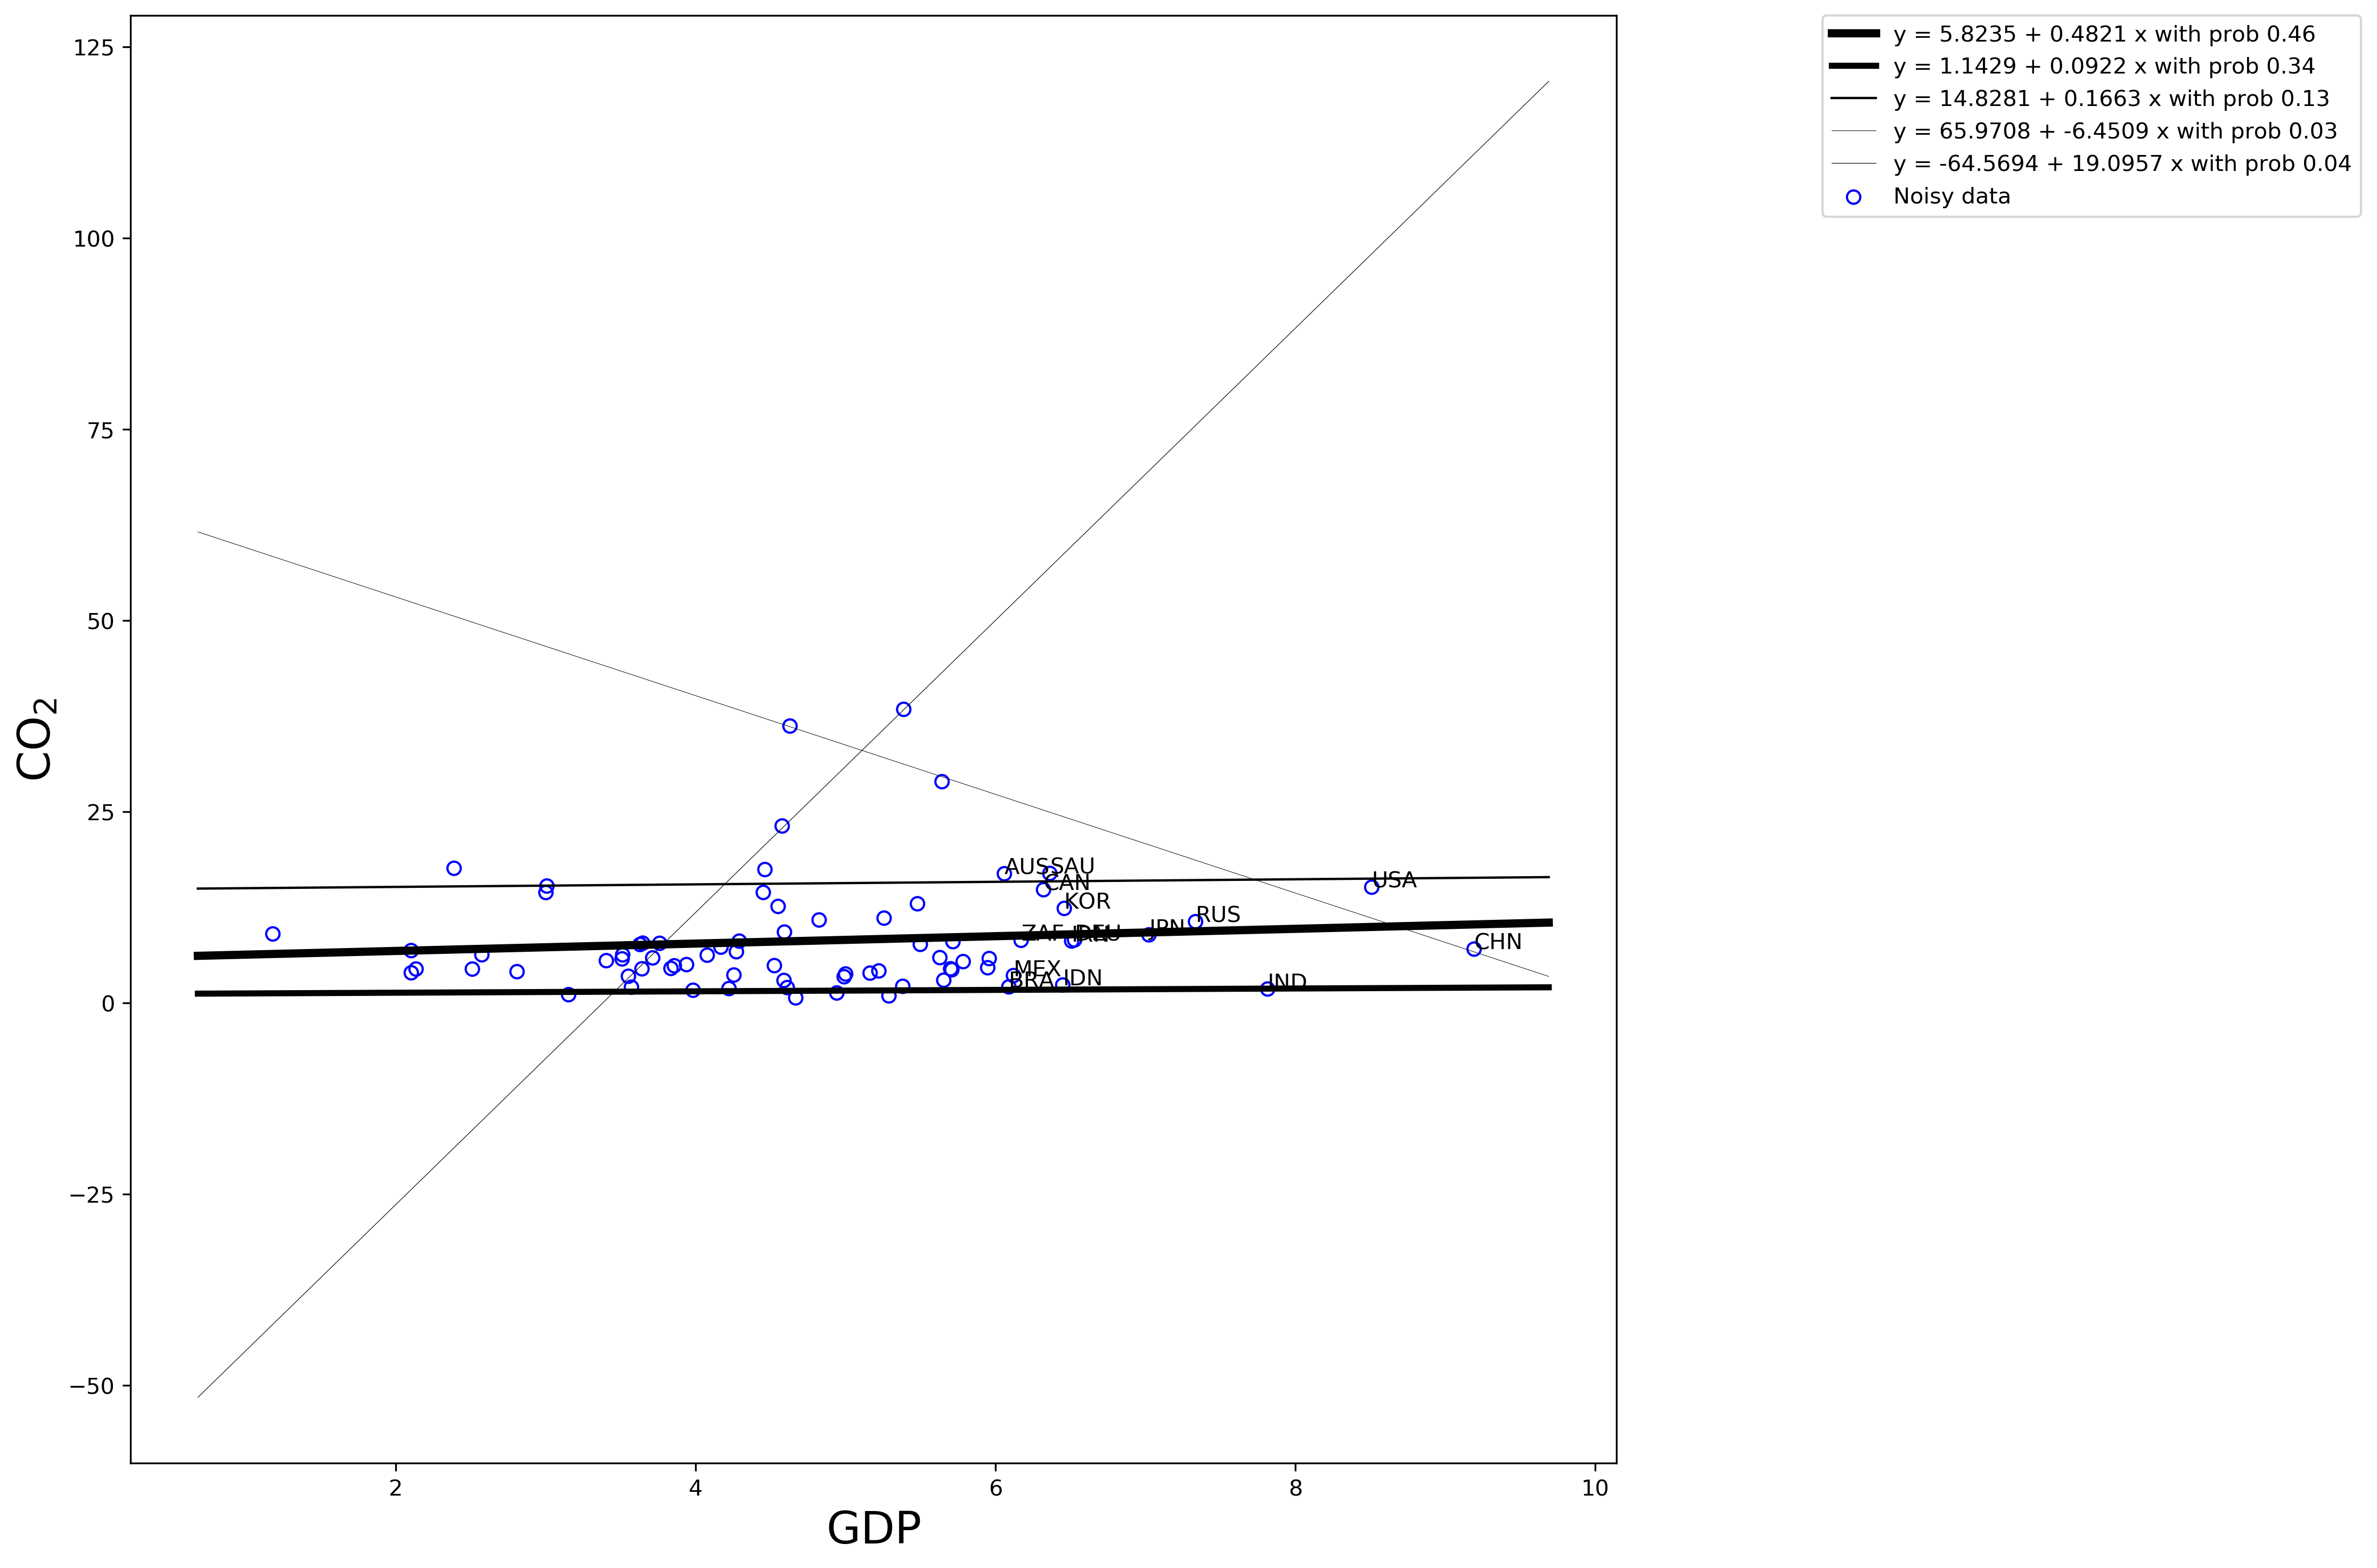 y = 5.8235 + 0.4821 x with prob 0.46
y = 1.1429 + 0.0922 x with prob 0.34
y = 14.8281 + 0.1663 x with prob 0.13
y = 65.9708 + -6.4509 x with prob 0.03
y = -64.5694 + 19.0957 x with prob 0.04
Noisy data
125
100
75
50
25
0
−25
−50
CO₂
AUS
SAU
CAN
USA
KOR
RUS
ZAF
IRN
DEU
JPN
CHN
MEX
BRA
IDN
IND
2
4
6
8
10
GDP